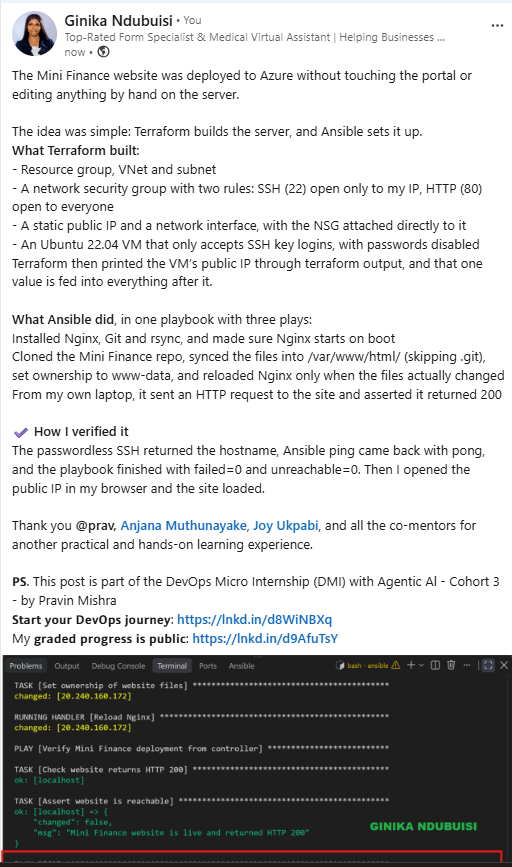 Ginika Ndubuisi • You
Top-Rated Form Specialist & Medical Virtual Assistant | Helping Businesses ...
now •
The Mini Finance website was deployed to Azure without touching the portal or
editing anything by hand on the server.
The idea was simple: Terraform builds the server, and Ansible sets it up.
What Terraform built:
- Resource group, VNet and subnet
- A network security group with two rules: SSH (22) open only to my IP, HTTP (80)
open to everyone
- A static public IP and a network interface, with the NSG attached directly to it
- An Ubuntu 22.04 VM that only accepts SSH key logins, with passwords disabled
Terraform then printed the VM's public IP through terraform output, and that one
value is fed into everything after it.
What Ansible did, in one playbook with three plays:
Installed Nginx, Git and rsync, and made sure Nginx starts on boot
Cloned the Mini Finance repo, synced the files into /var/www/html/ (skipping .git),
set ownership to www-data, and reloaded Nginx only when the files actually changed
From my own laptop, it sent an HTTP request to the site and asserted it returned 200
✔ How I verified it
The passwordless SSH returned the hostname, Ansible ping came back with pong,
and the playbook finished with failed=0 and unreachable=0. Then I opened the
public IP in my browser and the site loaded.
Thank you @prav, Anjana Muthunayake, Joy Ukpabi, and all the co-mentors for
another practical and hands-on learning experience.
PS. This post is part of the DevOps Micro Internship (DMI) with Agentic Al - Cohort 3
- by Pravin Mishra
Start your DevOps journey: https://lnkd.in/d8WiNBXq
My graded progress is public: https://lnkd.in/d9AfuTsY
Problems Output Debug Console Terminal Ports Ansible bash - ansible
TASK [Set ownership of website files] ****************************************
changed: [20.240.160.172]
RUNNING HANDLER [Reload Nginx] **********************************************
changed: [20.240.160.172]
PLAY [Verify Mini Finance deployment from controller] *************************
TASK [Check website returns HTTP 200] ****************************************
ok: [localhost]
TASK [Assert website is reachable] *******************************************
ok: [localhost] => {
"changed": false,
"msg": "Mini Finance website is live and returned HTTP 200"
}
GINIKA NDUBUISI